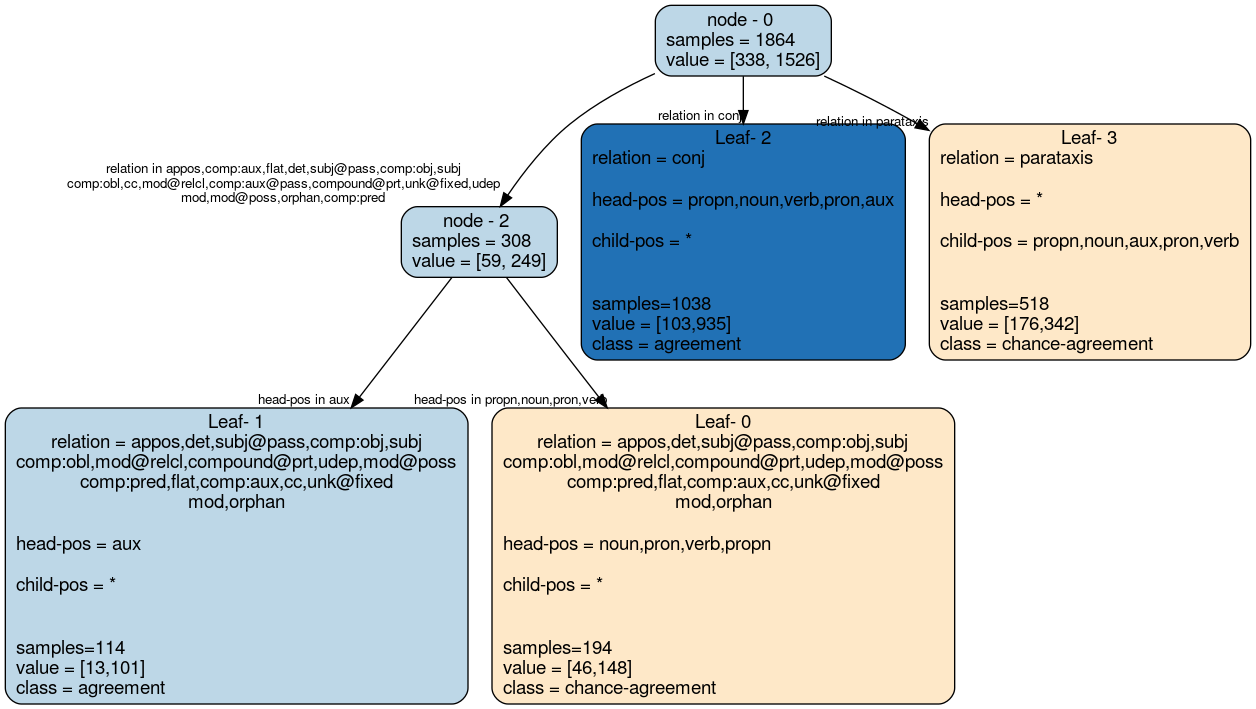 node - 0
samples = 1864
value = [338, 1526]
relation in appos,comp:aux,flat,det,subj@pass,comp:obj,subj
comp:obl,cc,mod@relcl,comp:aux@pass,compound@prt,unk@fixed,udep
mod,mod@poss,orphan,comp:pred
relation in conj
relation in parataxis
node - 2
samples = 308
value = [59, 249]
Leaf- 2
relation = conj
head-pos = propn,noun,verb,pron,aux
child-pos = *
samples=1038
value = [103,935]
class = agreement
Leaf- 3
relation = parataxis
head-pos = *
child-pos = propn,noun,aux,pron,verb
samples=518
value = [176,342]
class = chance-agreement
head-pos in aux
head-pos in propn,noun,pron,verb
Leaf- 1
relation = appos,det,subj@pass,comp:obj,subj
comp:obl,mod@relcl,compound@prt,udep,mod@poss
comp:pred,flat,comp:aux,cc,unk@fixed
mod,orphan
head-pos = aux
child-pos = *
samples=114
value = [13,101]
class = agreement
Leaf- 0
relation = appos,det,subj@pass,comp:obj,subj
comp:obl,mod@relcl,compound@prt,udep,mod@poss
comp:pred,flat,comp:aux,cc,unk@fixed
mod,orphan
head-pos = noun,pron,verb,propn
child-pos = *
samples=194
value = [46,148]
class = chance-agreement